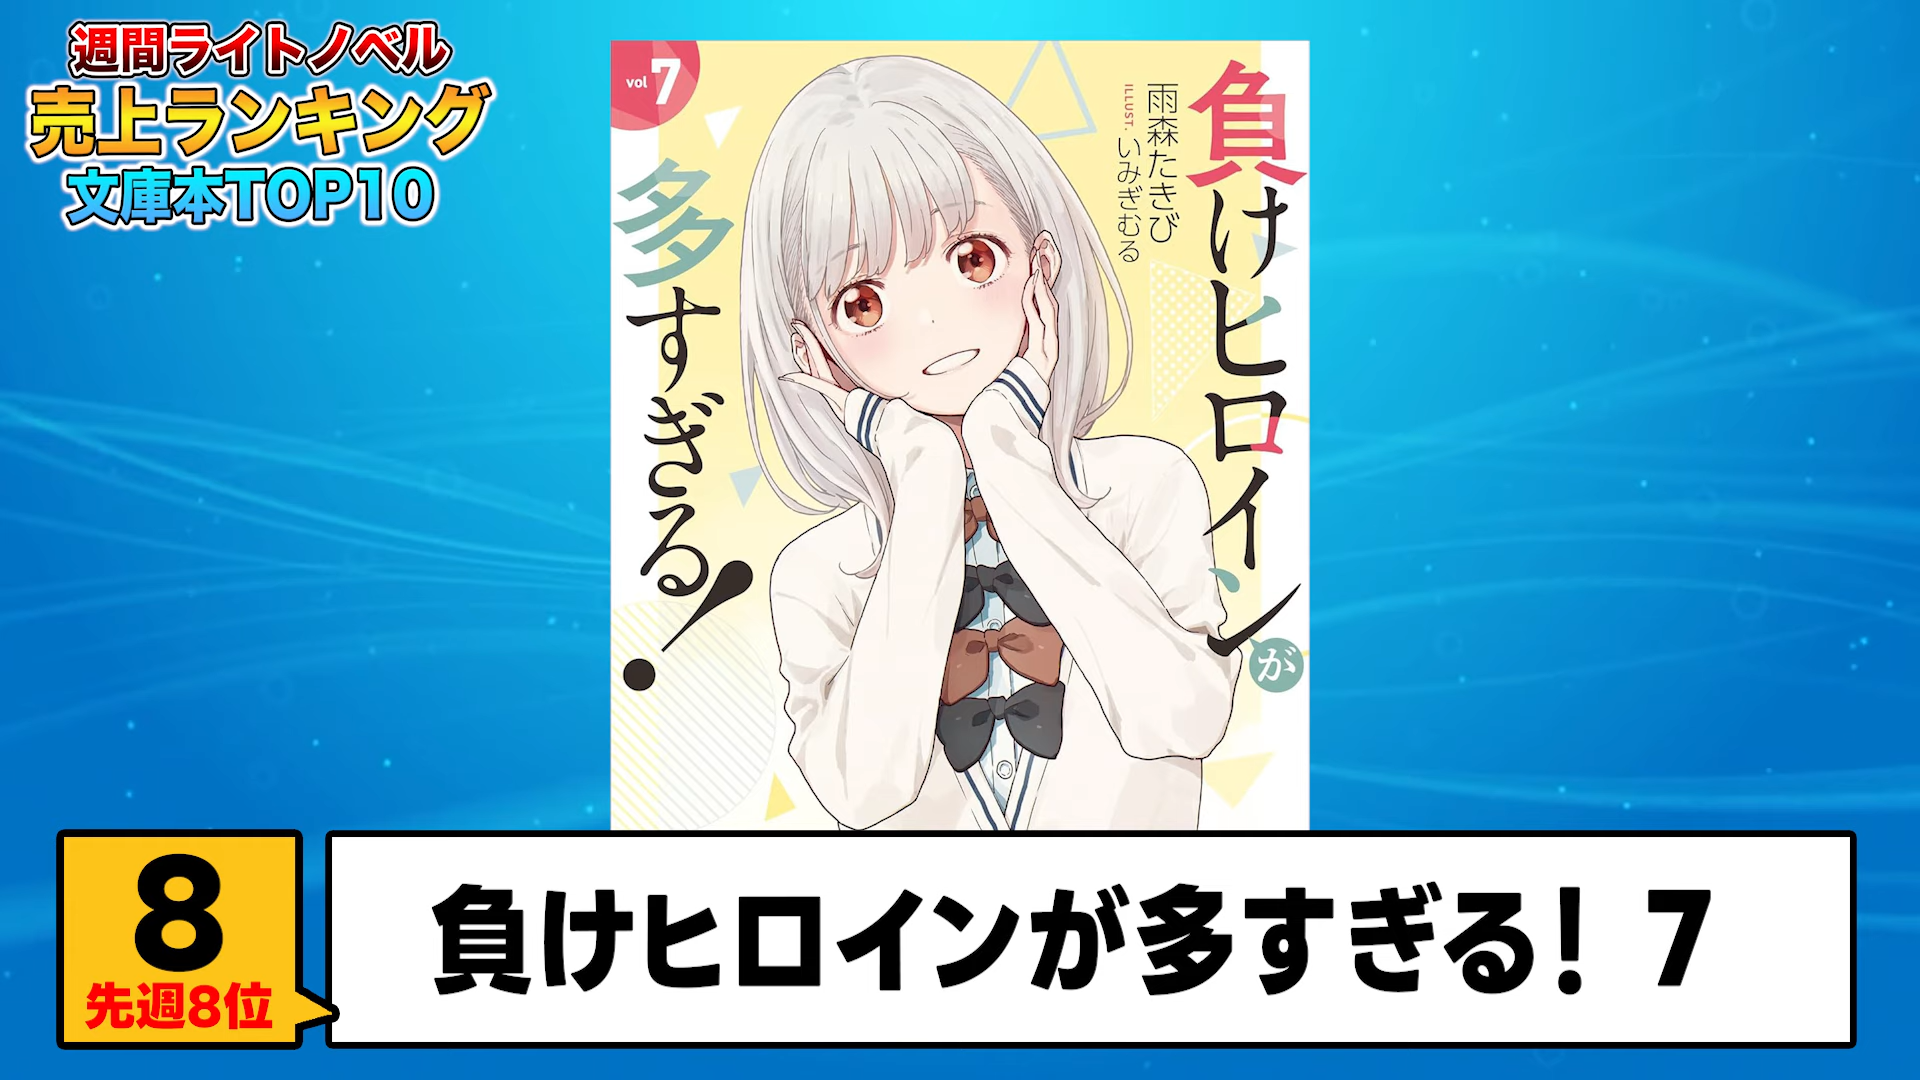 週間ライトノベル
売上ランキング
文庫本TOP10
vol 7
負けヒロインが
多すぎる!
雨森たきび
ILLUST. いみぎむる
8
先週8位
負けヒロインが多すぎる! 7